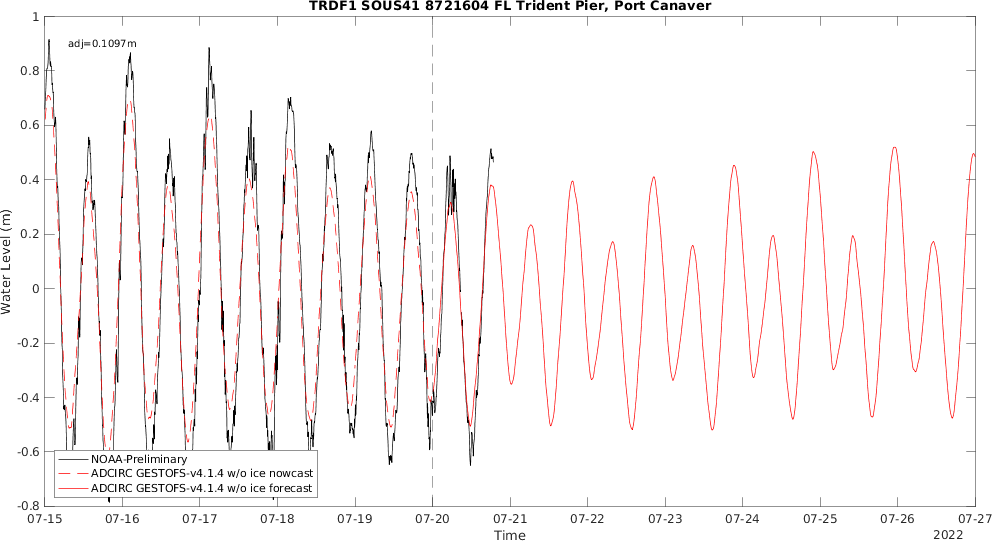 TRDF1 SOUS41 8721604 FL Trident Pier, Port Canaver
adj=0.1097m
Water Level (m)
1
0.8
0.6
0.4
0.2
0
-0.2
-0.4
-0.6
-0.8
NOAA-Preliminary
ADCIRC GESTOFS-v4.1.4 w/o ice nowcast
ADCIRC GESTOFS-v4.1.4 w/o ice forecast
07-15 07-16 07-17 07-18 07-19 07-20 07-21 07-22 07-23 07-24 07-25 07-26 07-27
Time
2022